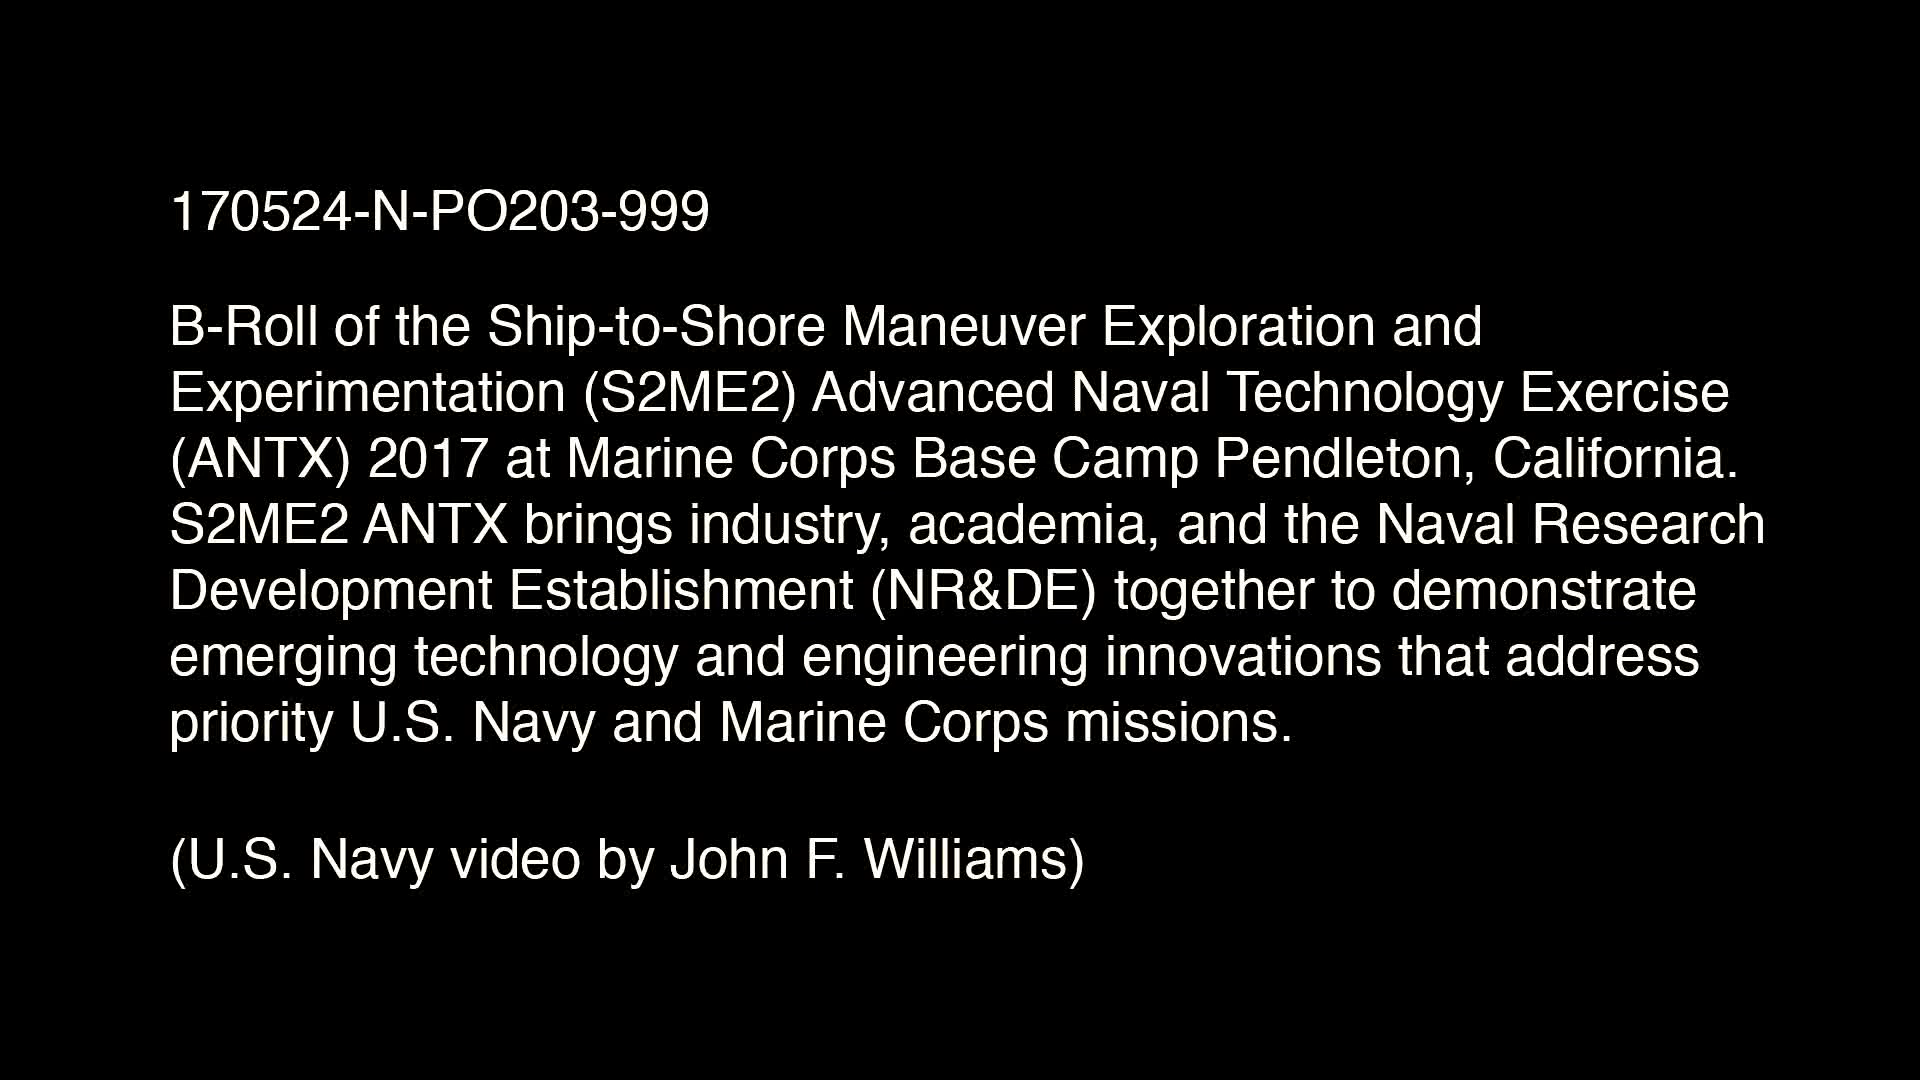 170524-N-PO203-999
B-Roll of the Ship-to-Shore Maneuver Exploration and
Experimentation (S2ME2) Advanced Naval Technology Exercise
(ANTX) 2017 at Marine Corps Base Camp Pendleton, California.
S2ME2 ANTX brings industry, academia, and the Naval Research
Development Establishment (NR&DE) together to demonstrate
emerging technology and engineering innovations that address
priority U.S. Navy and Marine Corps missions.
(U.S. Navy video by John F. Williams)